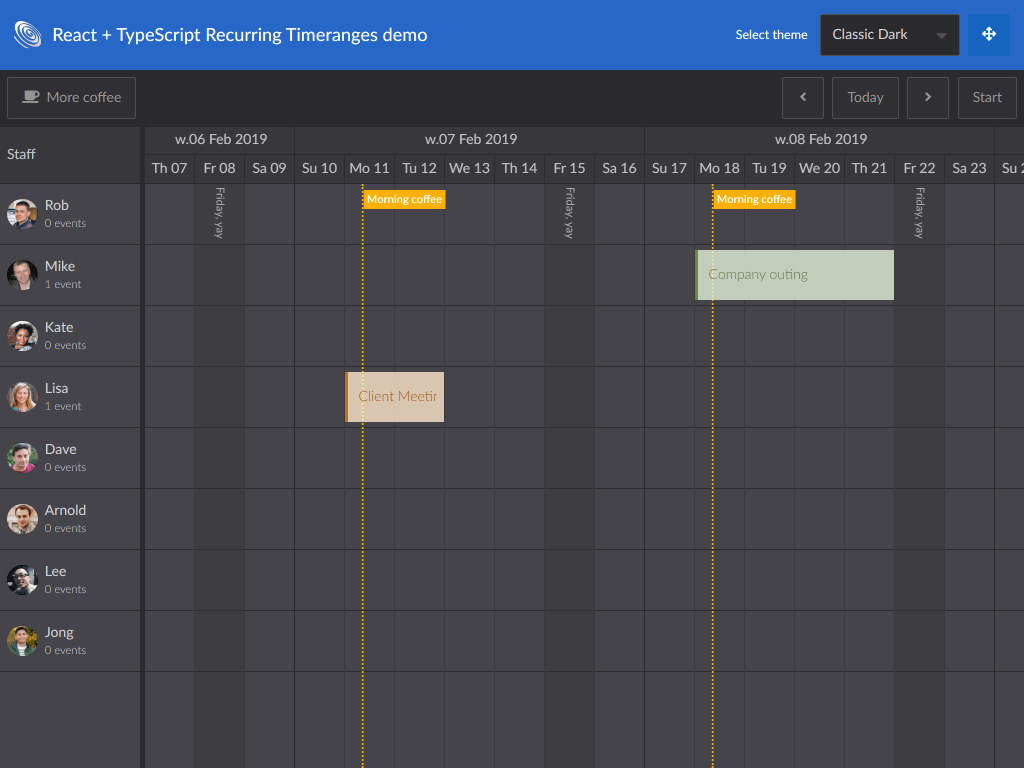 React + TypeScript Recurring Timeranges demo
Select theme
Classic Dark
More coffee
Today
Start
Staff
w.06 Feb 2019
w.07 Feb 2019
w.08 Feb 2019
Th 07
Fr 08
Sa 09
Su 10
Mo 11
Tu 12
We 13
Th 14
Fr 15
Sa 16
Su 17
Mo 18
Tu 19
We 20
Th 21
Fr 22
Sa 23
Su 2
Rob
0 events
Friday, yay
Morning coffee
Friday, yay
Morning coffee
Friday, yay
Mike
1 event
Company outing
Kate
0 events
Lisa
1 event
Client Meetin
Dave
0 events
Arnold
0 events
Lee
0 events
Jong
0 events